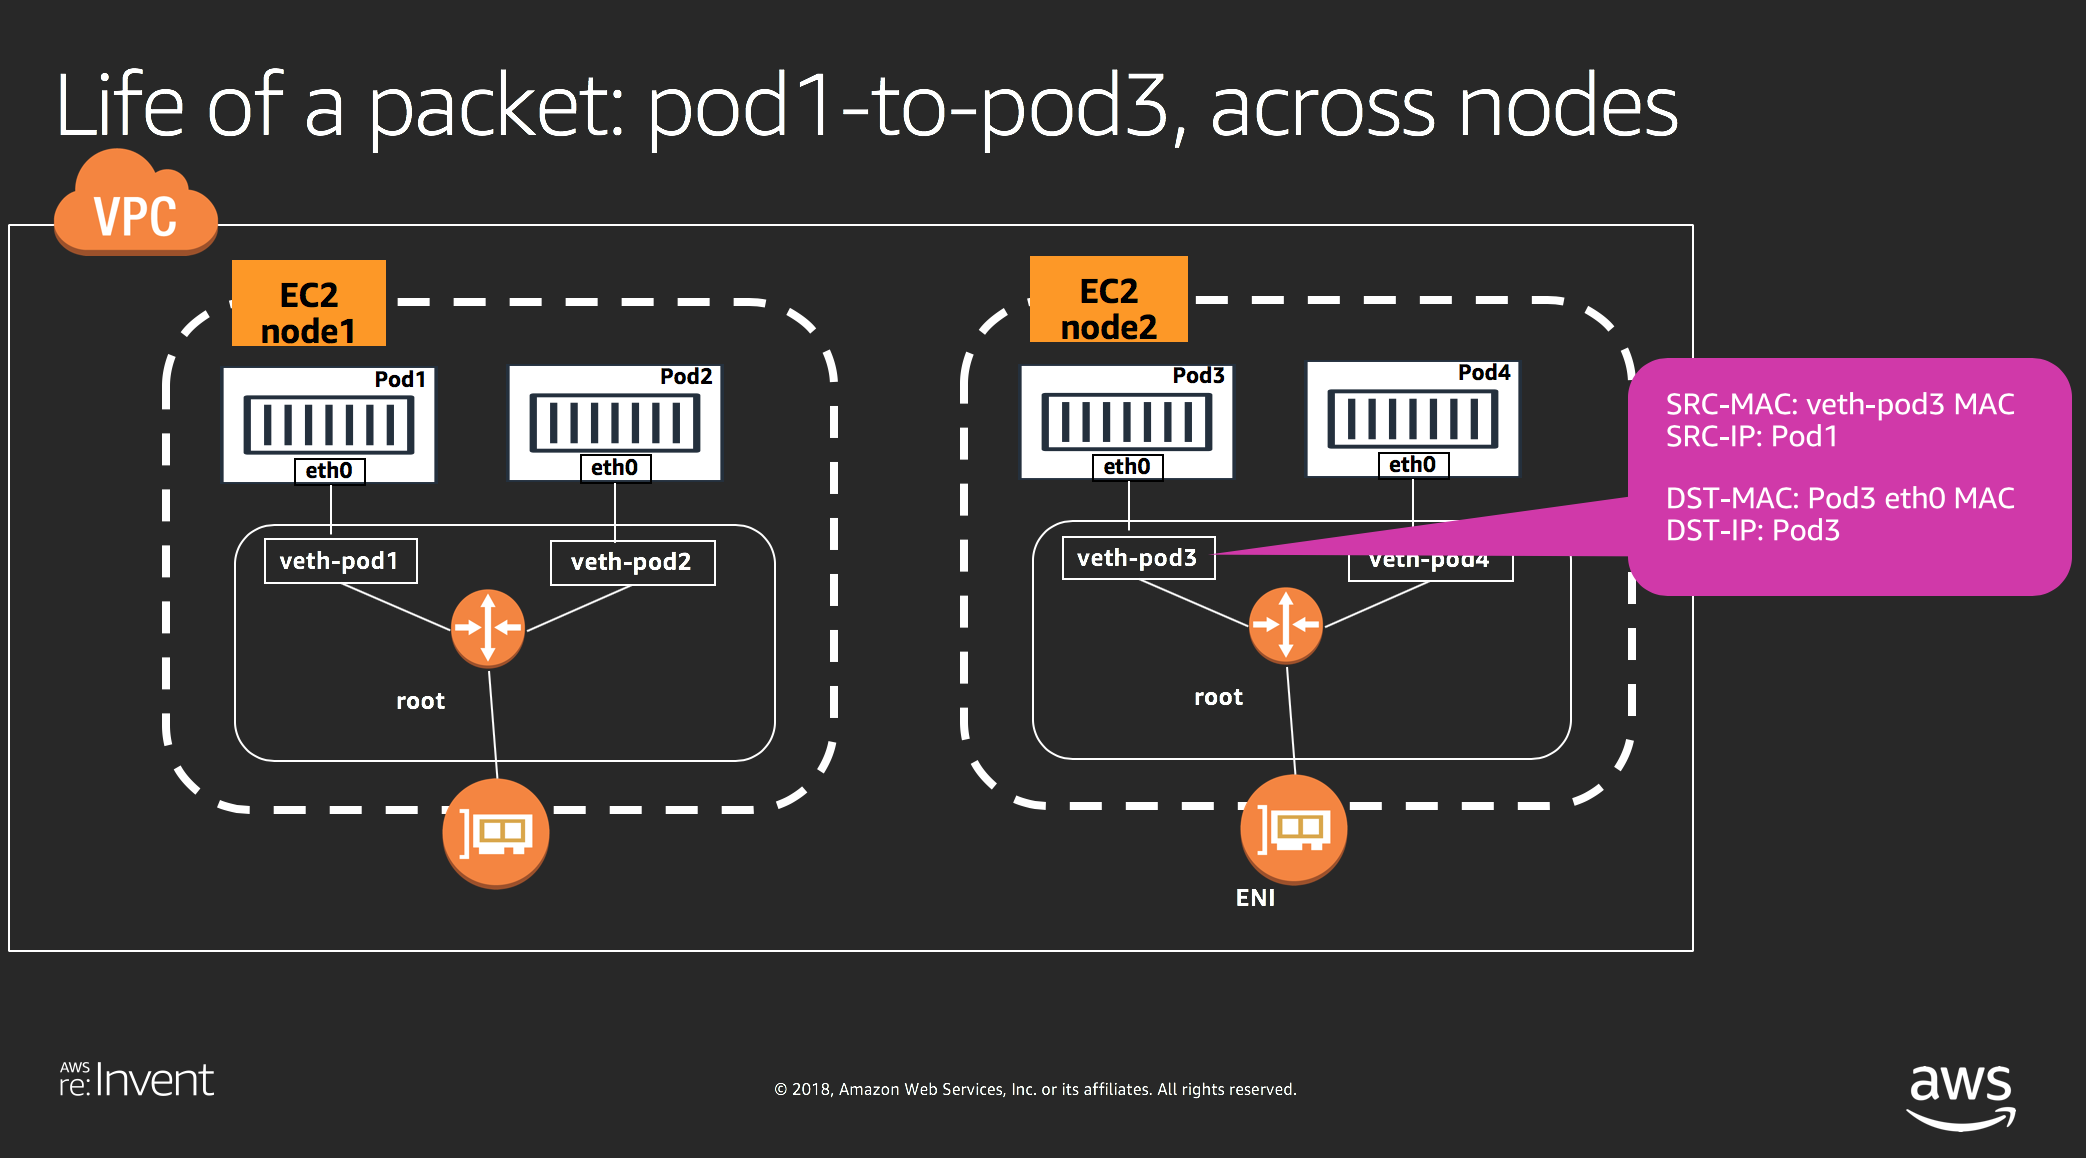 Life of a packet: pod1-to-pod3, across nodes
VPC
EC2
node1
Pod1
eth0
Pod2
eth0
veth-pod1
veth-pod2
root
EC2
node2
Pod3
eth0
Pod4
eth0
veth-pod3
veth-pod4
root
ENI
SRC-MAC: veth-pod3 MAC
SRC-IP: Pod1
DST-MAC: Pod3 eth0 MAC
DST-IP: Pod3
AWS
re:Invent
© 2018, Amazon Web Services, Inc. or its affiliates. All rights reserved.
aws